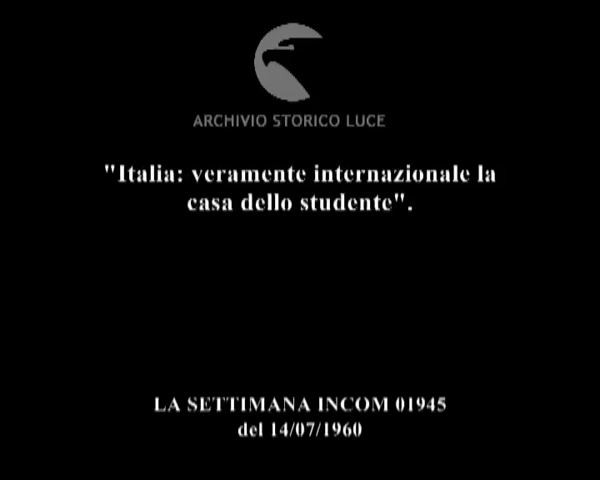 ARCHIVIO STORICO LUCE
"Italia: veramente internazionale la
casa dello studente".
LA SETTIMANA INCOM 01945
del 14/07/1960